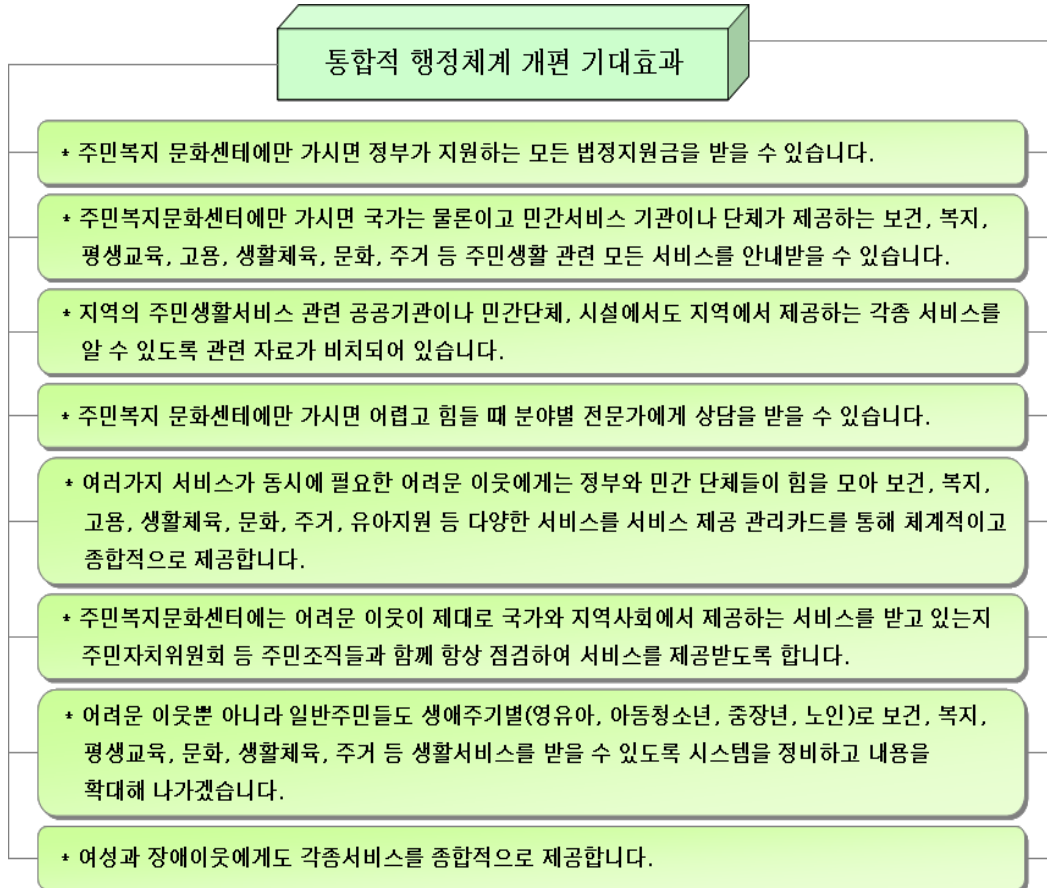 통합적 행정체계 개편 기대효과
* 주민복지 문화센테에만 가시면 정부가 지원하는 모든 법정지원금을 받을 수 있습니다.
* 주민복지문화센터에만 가시면 국가는 물론이고 민간서비스 기관이나 단체가 제공하는 보건, 복지,
평생교육, 고용, 생활체육, 문화, 주거 등 주민생활 관련 모든 서비스를 안내받을 수 있습니다.
* 지역의 주민생활서비스 관련 공공기관이나 민간단체, 시설에서도 지역에서 제공하는 각종 서비스를
알 수 있도록 관련 자료가 비치되어 있습니다.
* 주민복지 문화센테에만 가시면 어렵고 힘들 때 분야별 전문가에게 상담을 받을 수 있습니다.
* 여러가지 서비스가 동시에 필요한 어려운 이웃에게는 정부와 민간 단체들이 힘을 모아 보건, 복지,
고용, 생활체육, 문화, 주거, 유아지원 등 다양한 서비스를 서비스 제공 관리카드를 통해 체계적이고
종합적으로 제공합니다.
* 주민복지문화센터에는 어려운 이웃이 제대로 국가와 지역사회에서 제공하는 서비스를 받고 있는지
주민자치위원회 등 주민조직들과 함께 항상 점검하여 서비스를 제공받도록 합니다.
* 어려운 이웃뿐 아니라 일반주민들도 생애주기별(영유아, 아동청소년, 중장년, 노인)로 보건, 복지,
평생교육, 문화, 생활체육, 주거 등 생활서비스를 받을 수 있도록 시스템을 정비하고 내용을
확대해 나가겠습니다.
* 여성과 장애이웃에게도 각종서비스를 종합적으로 제공합니다.